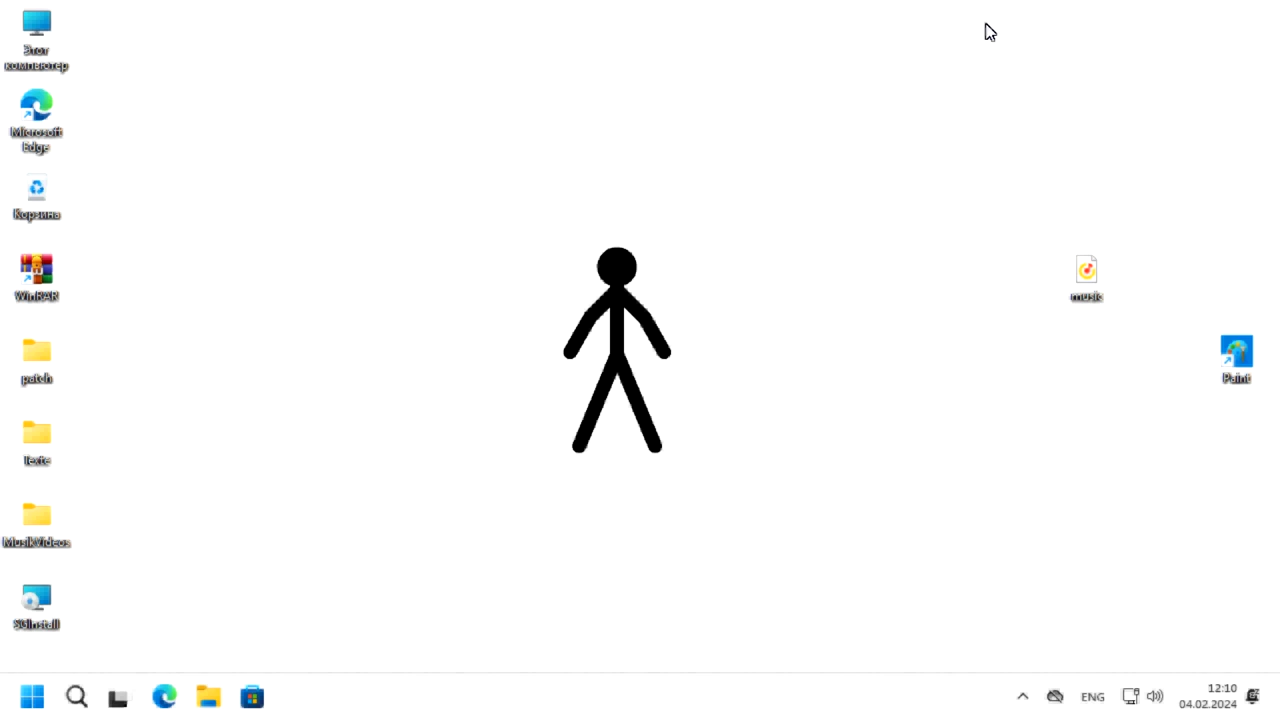 Этот
компьютер
Microsoft
Edge
Корзина
WinRAR
music
patch
Paint
Texte
MusikVideos
SGInstall
ENG
12:10
04.02.2024